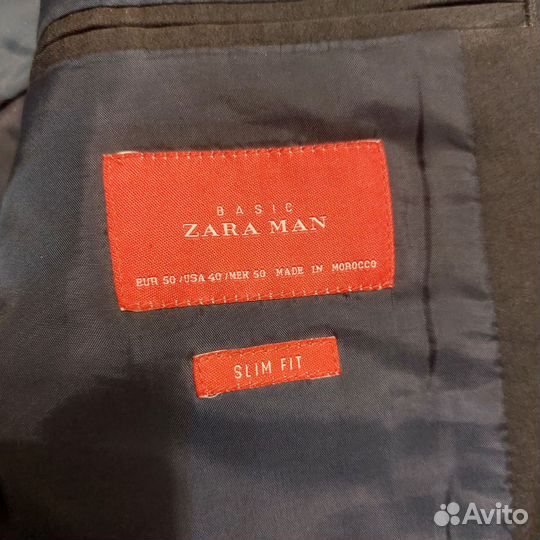 BASIC
ZARA MAN
EUR 50 / USA 40 / MEX 50 MADE IN MOROCCO
SLIM FIT
Avito